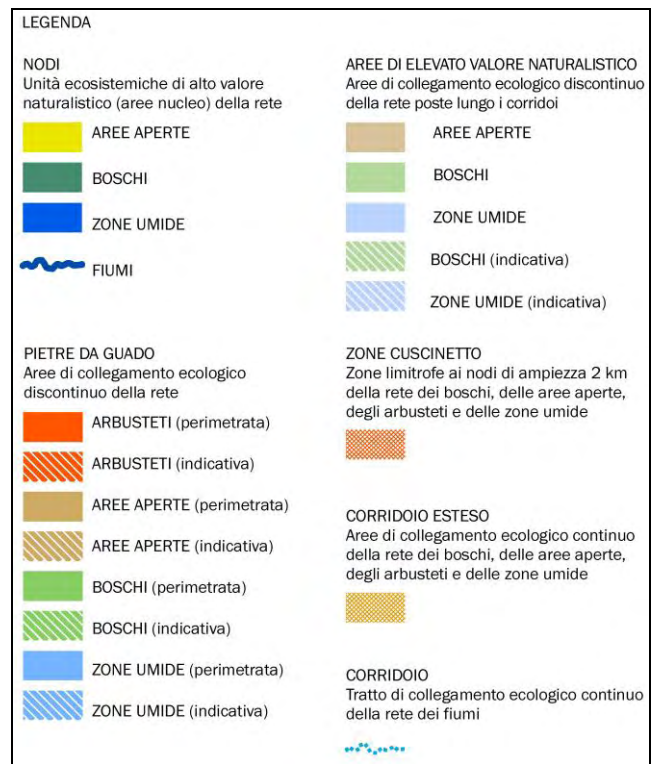 LEGENDA
NODI
Unità ecosistemiche di alto valore
naturalistico (aree nucleo) della rete
AREE APERTE
BOSCHI
ZONE UMIDE
FIUMI
AREE DI ELEVATO VALORE NATURALISTICO
Aree di collegamento ecologico discontinuo
della rete poste lungo i corridoi
AREE APERTE
BOSCHI
ZONE UMIDE
BOSCHI (indicativa)
ZONE UMIDE (indicativa)
PIETRE DA GUADO
Aree di collegamento ecologico
discontinuo della rete
ARBUSTETI (perimetrata)
ARBUSTETI (indicativa)
AREE APERTE (perimetrata)
AREE APERTE (indicativa)
BOSCHI (perimetrata)
BOSCHI (indicativa)
ZONE UMIDE (perimetrata)
ZONE UMIDE (indicativa)
ZONE CUSCINETTO
Zone limitrofe ai nodi di ampiezza 2 km
della rete dei boschi, delle aree aperte,
degli arbusteti e delle zone umide
CORRIDOIO ESTESO
Aree di collegamento ecologico continuo
della rete dei boschi, delle aree aperte,
degli arbusteti e delle zone umide
CORRIDOIO
Tratto di collegamento ecologico continuo
della rete dei fiumi